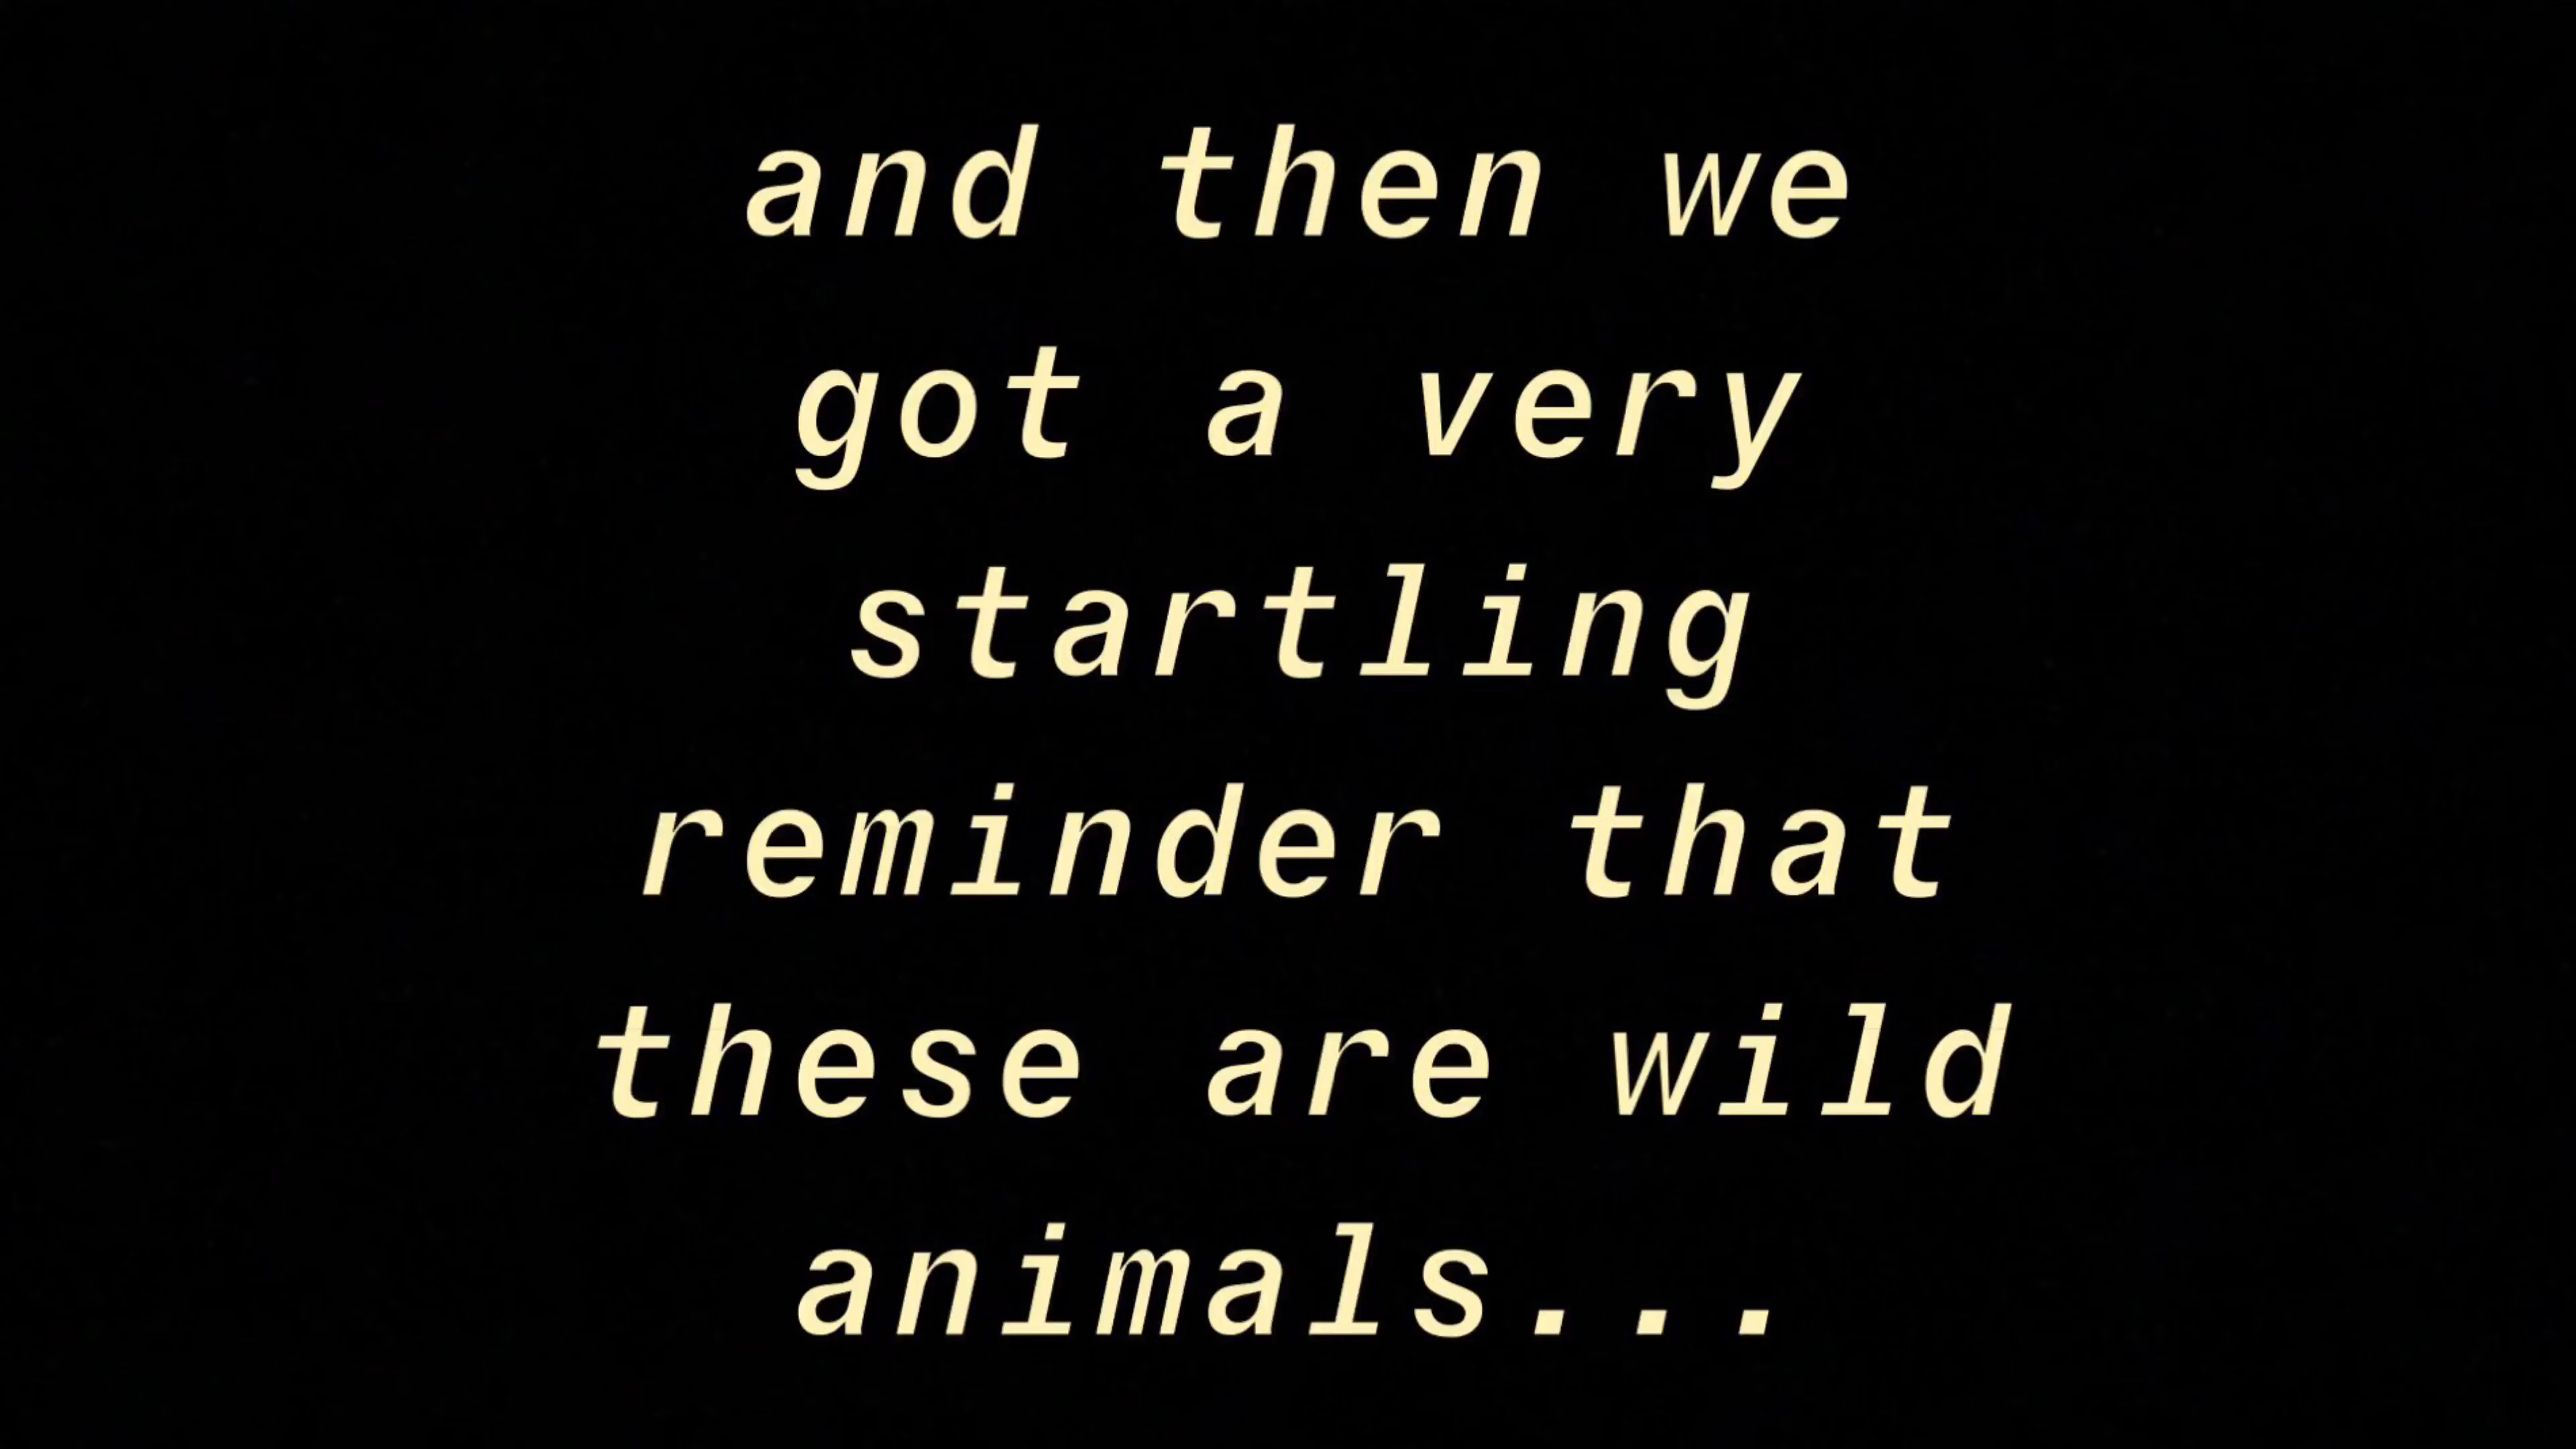 and then we
got a very
startling
reminder that
these are wild
animals...